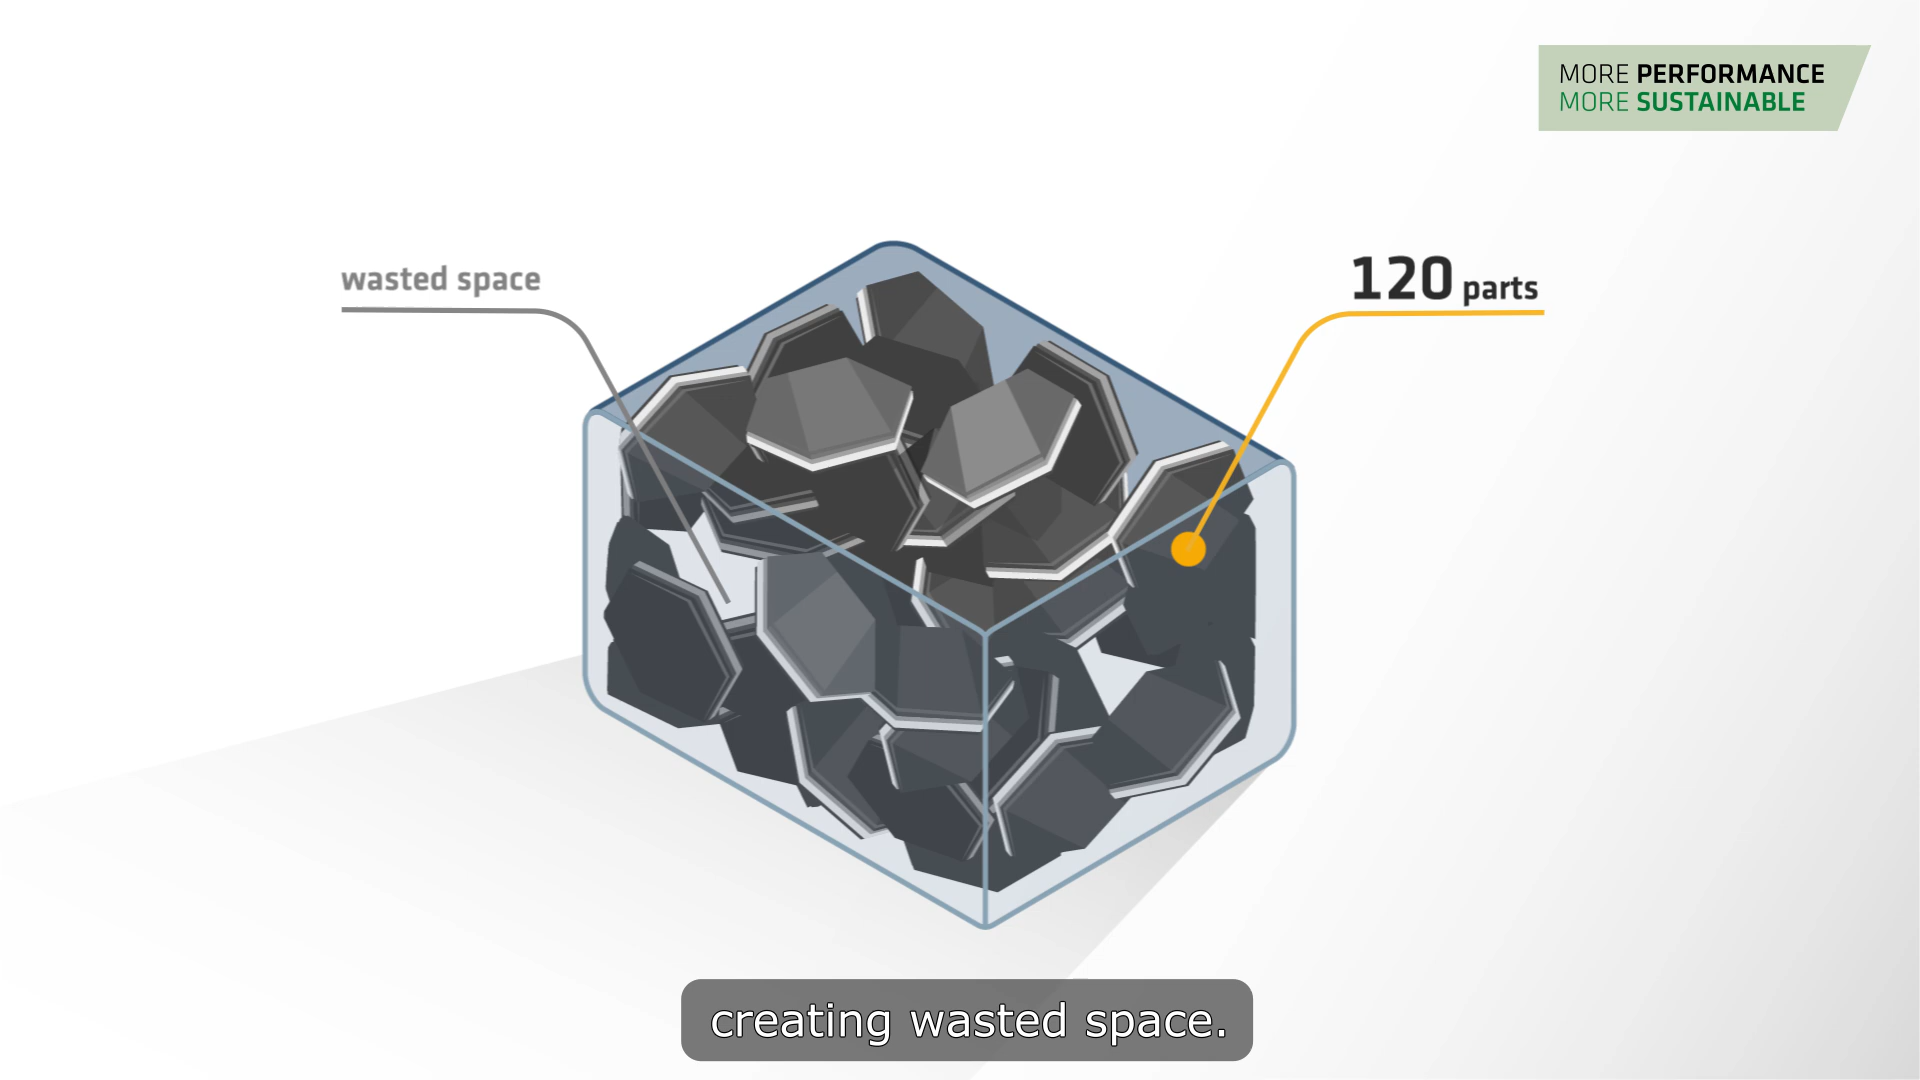 MORE PERFORMANCE
MORE SUSTAINABLE
wasted space
120 parts
creating wasted space.